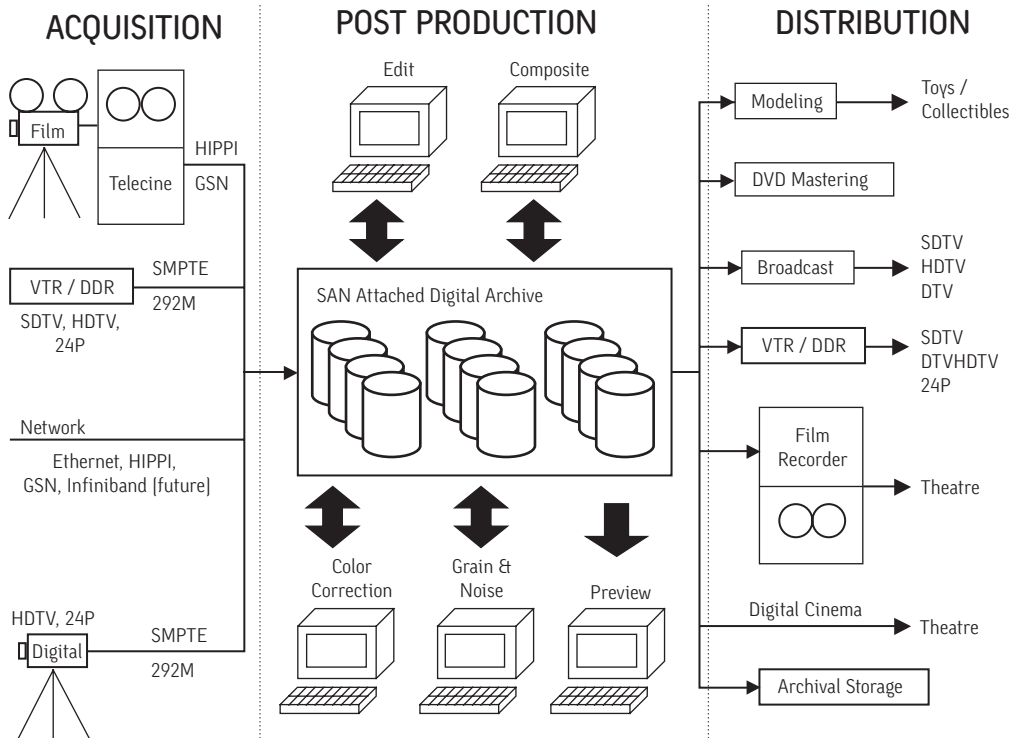 ACQUISITION
POST PRODUCTION
DISTRIBUTION
Film
Telecine
HIPPI
GSN
VTR / DDR
SMPTE
292M
SDTV, HDTV,
24P
Network
Ethernet, HIPPI,
GSN, Infiniband (future)
HDTV, 24P
Digital
SMPTE
292M
Edit
Composite
SAN Attached Digital Archive
Color
Correction
Grain &
Noise
Preview
Modeling
Toys /
Collectibles
DVD Mastering
Broadcast
SDTV
HDTV
DTV
VTR / DDR
SDTV
DTVHDTV
24P
Film
Recorder
Theatre
Digital Cinema
Theatre
Archival Storage